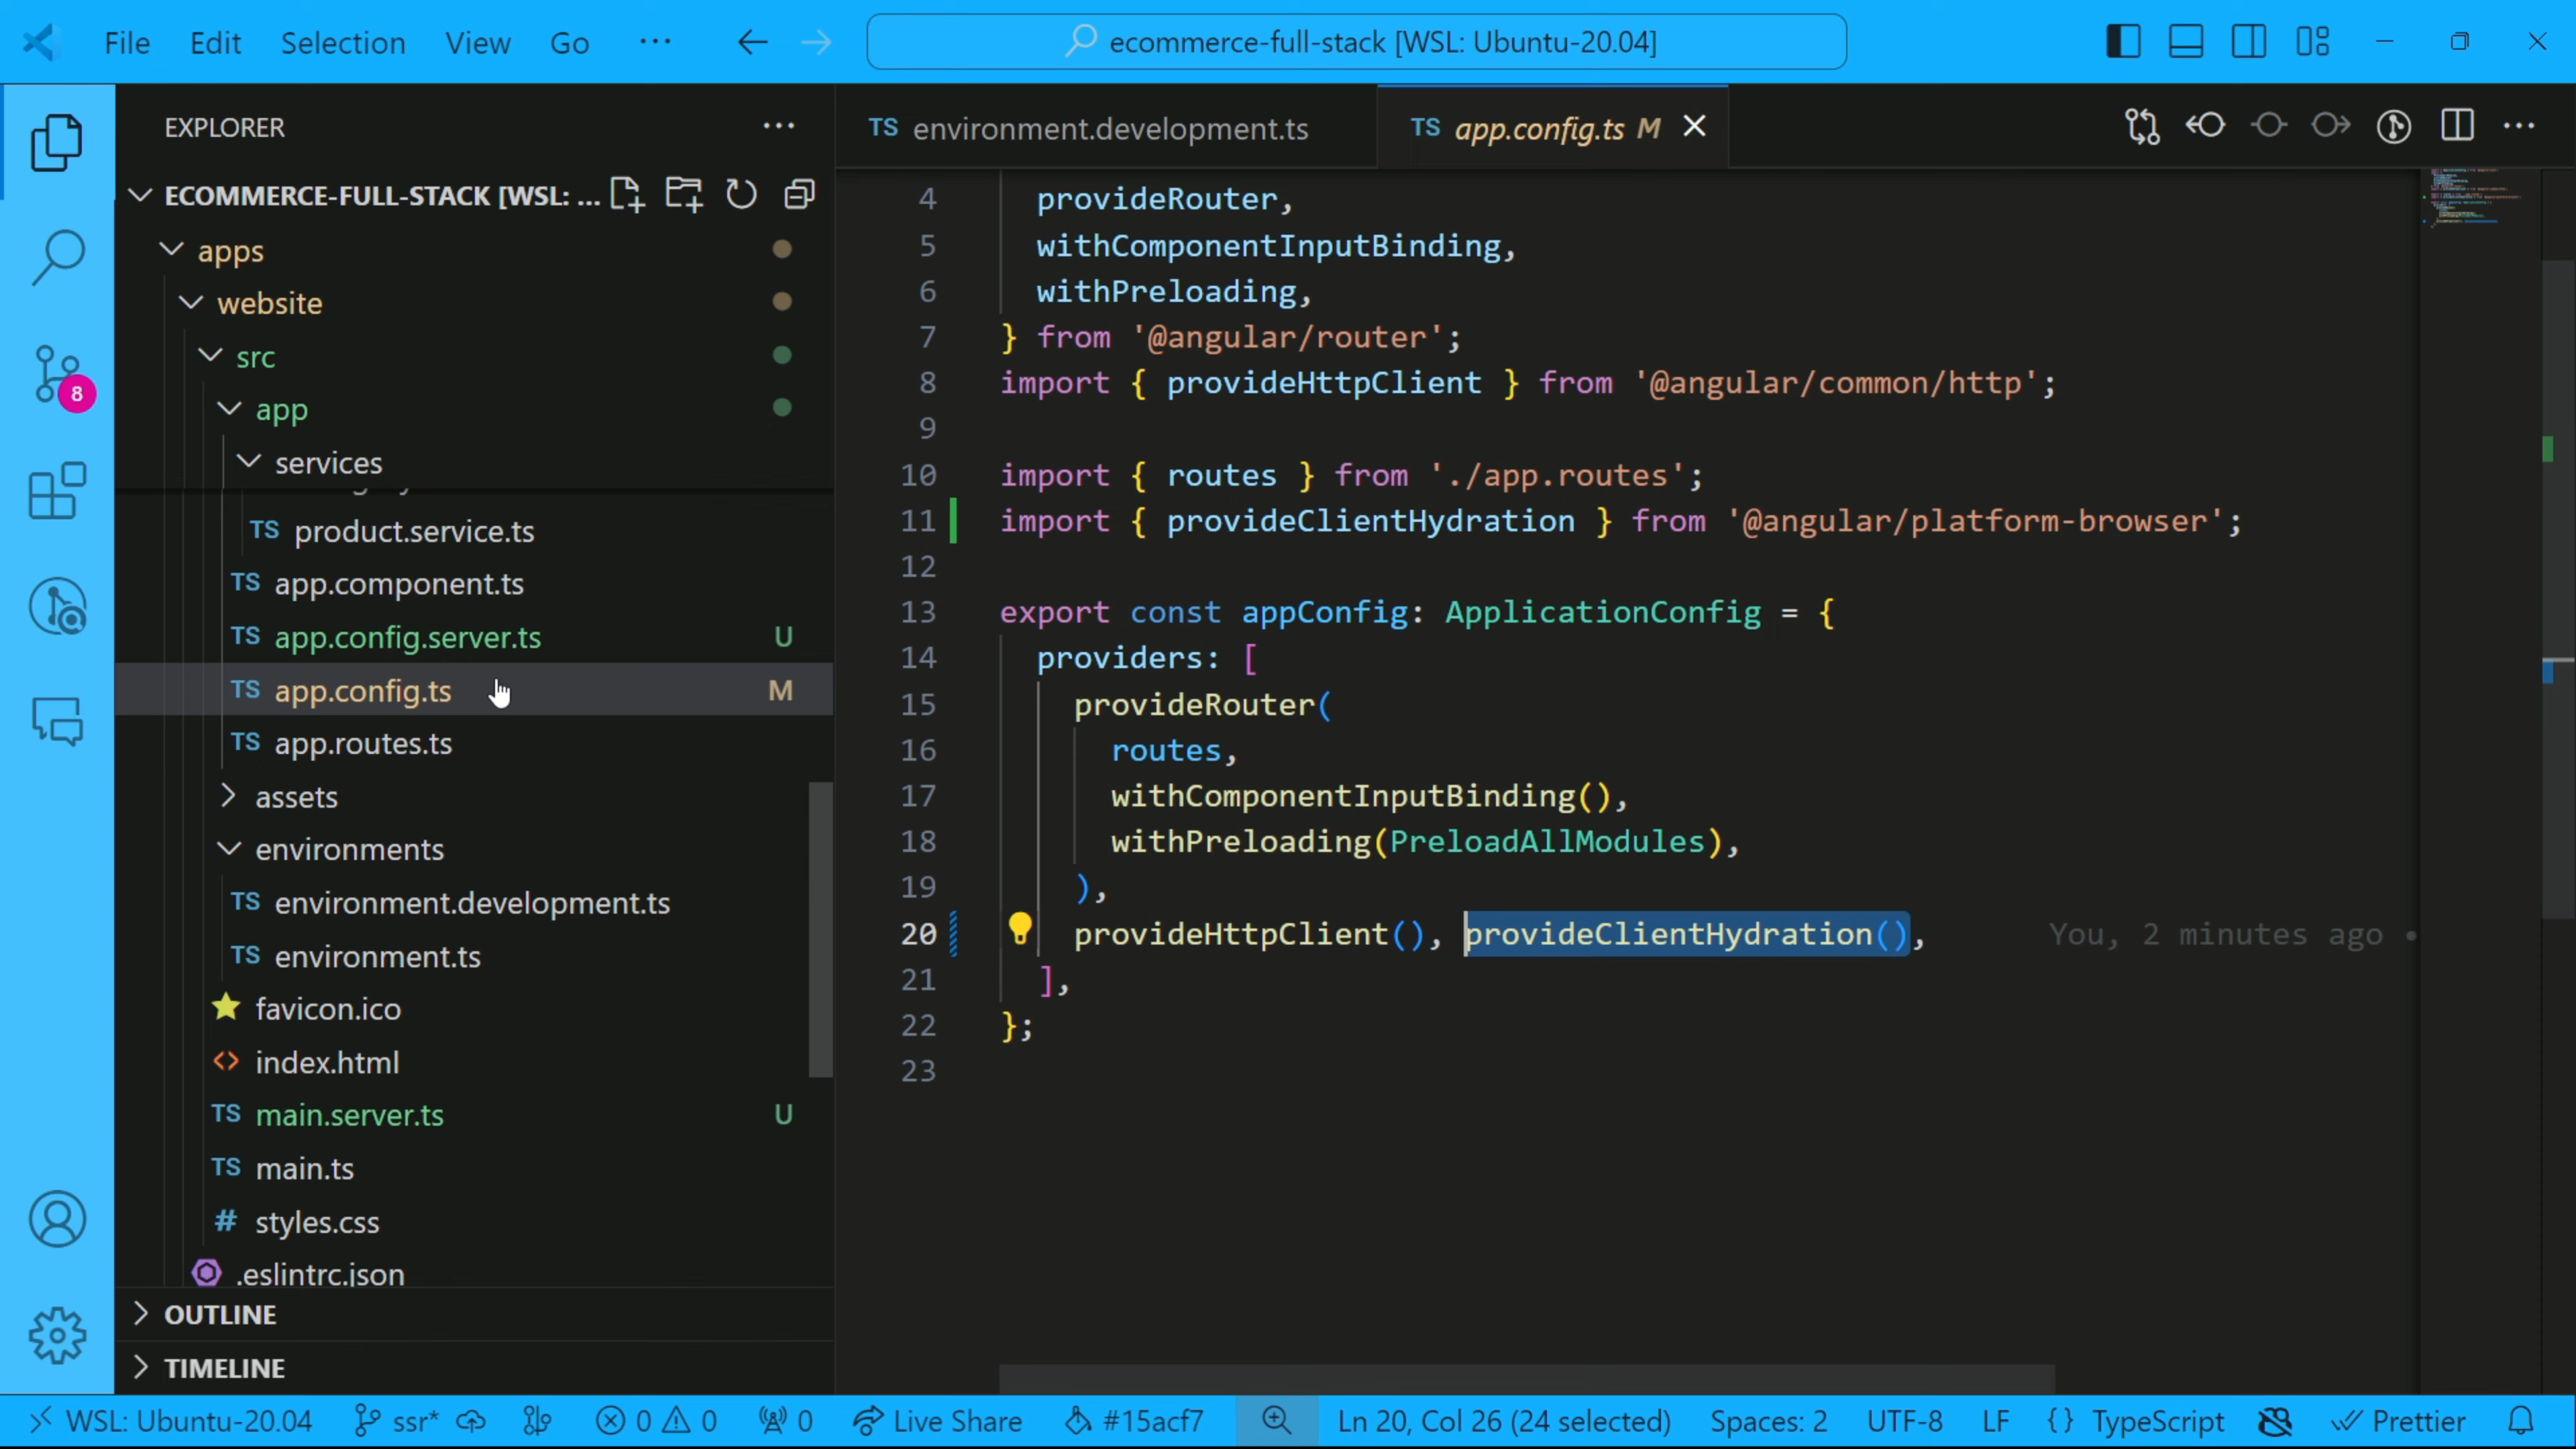 File Edit Selection View Go ... ecommerce-full-stack [WSL: Ubuntu-20.04]
EXPLORER
ECOMMERCE-FULL-STACK [WSL: ...
apps
website
src
app
services
TS product.service.ts
TS app.component.ts
TS app.config.server.ts U
TS app.config.ts M
TS app.routes.ts
assets
environments
TS environment.development.ts
TS environment.ts
favicon.ico
<> index.html
TS main.server.ts U
TS main.ts
# styles.css
.eslintrc.json
OUTLINE
TIMELINE
8
TS environment.development.ts TS app.config.ts M
4 provideRouter,
5 withComponentInputBinding,
6 withPreloading,
7 } from '@angular/router';
8 import { provideHttpClient } from '@angular/common/http';
9
10 import { routes } from './app.routes';
11 import { provideClientHydration } from '@angular/platform-browser';
12
13 export const appConfig: ApplicationConfig = {
14 providers: [
15 provideRouter(
16 routes,
17 withComponentInputBinding(),
18 withPreloading(PreloadAllModules),
19 ),
20 provideHttpClient(), provideClientHydration(), You, 2 minutes ago •
21 ],
22 };
23
WSL: Ubuntu-20.04 ssr* 0 0 0 Live Share #15acf7 Ln 20, Col 26 (24 selected) Spaces: 2 UTF-8 LF {} TypeScript Prettier